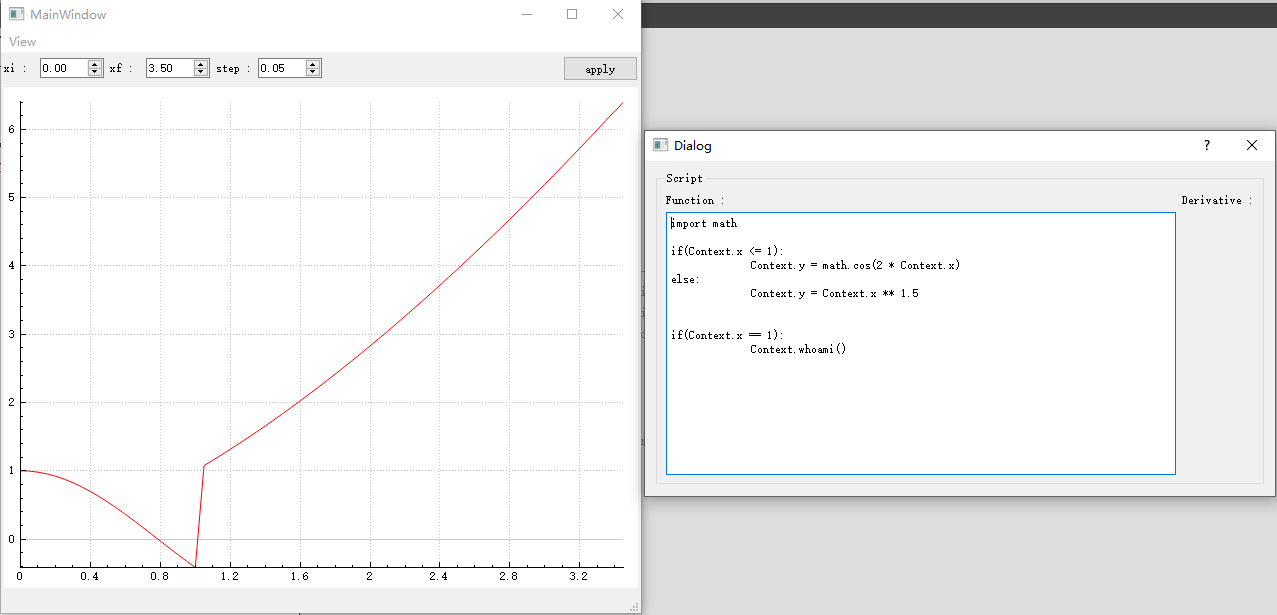 MainWindow
View
xi : 0.00 xf : 3.50 step : 0.05 apply
6
5
4
3
2
1
0
0 0.4 0.8 1.2 1.6 2 2.4 2.8 3.2
Dialog ?
Script
Function : Derivative :
import math
if(Context.x <= 1):
Context.y = math.cos(2 * Context.x)
else:
Context.y = Context.x ** 1.5
if(Context.x == 1):
Context.whoami()